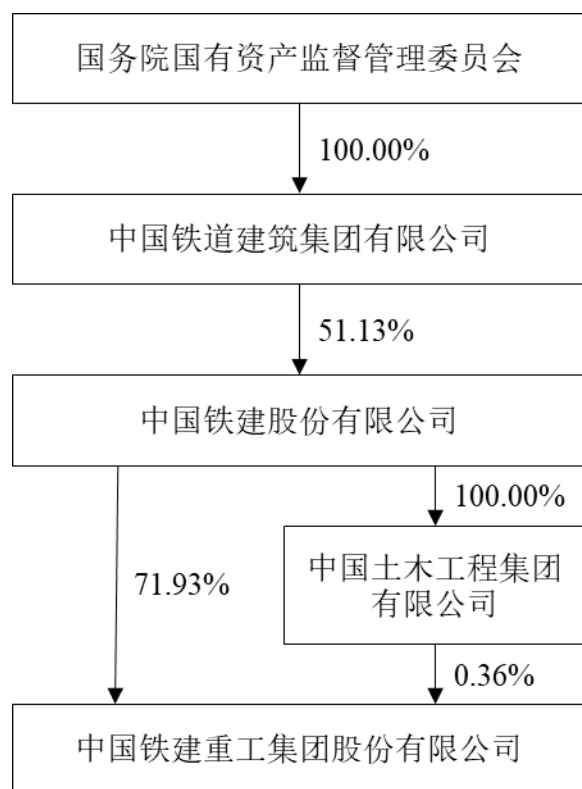 国务院国有资产监督管理委员会
100.00%
中国铁道建筑集团有限公司
51.13%
中国铁建股份有限公司
100.00%
中国土木工程集团
有限公司
71.93%
0.36%
中国铁建重工集团股份有限公司